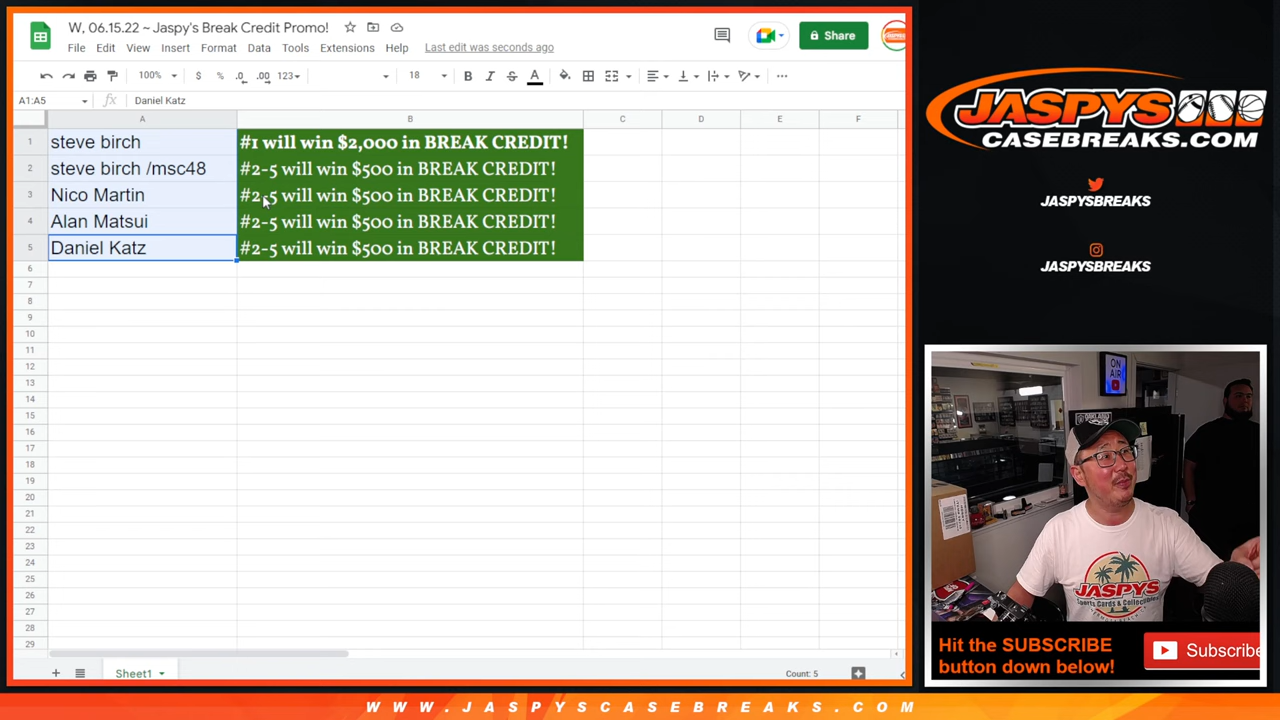 W, 06.15.22 ~ Jaspy's Break Credit Promo!
File Edit View Insert Format Data Tools Extensions Help Last edit was seconds ago
Share
100% $ % .0 .00 123 18 B I S A
A1:A5 fx Daniel Katz
A B C D E F
1 steve birch #1 will win $2,000 in BREAK CREDIT!
2 steve birch /msc48 #2-5 will win $500 in BREAK CREDIT!
3 Nico Martin #2-5 will win $500 in BREAK CREDIT!
4 Alan Matsui #2-5 will win $500 in BREAK CREDIT!
5 Daniel Katz #2-5 will win $500 in BREAK CREDIT!
6
7
8
9
10
11
12
13
14
15
16
17
18
19
20
21
22
23
24
25
26
27
28
29
Sheet1
Count: 5
JASPYS
CASEBREAKS.COM
JASPYSBREAKS
JASPYSBREAKS
ON
AIR
JASPYS
Sports Cards & Collectibles
Hit the SUBSCRIBE
button down below!
Subscribe
WWW.JASPYSCASEBREAKS.COM